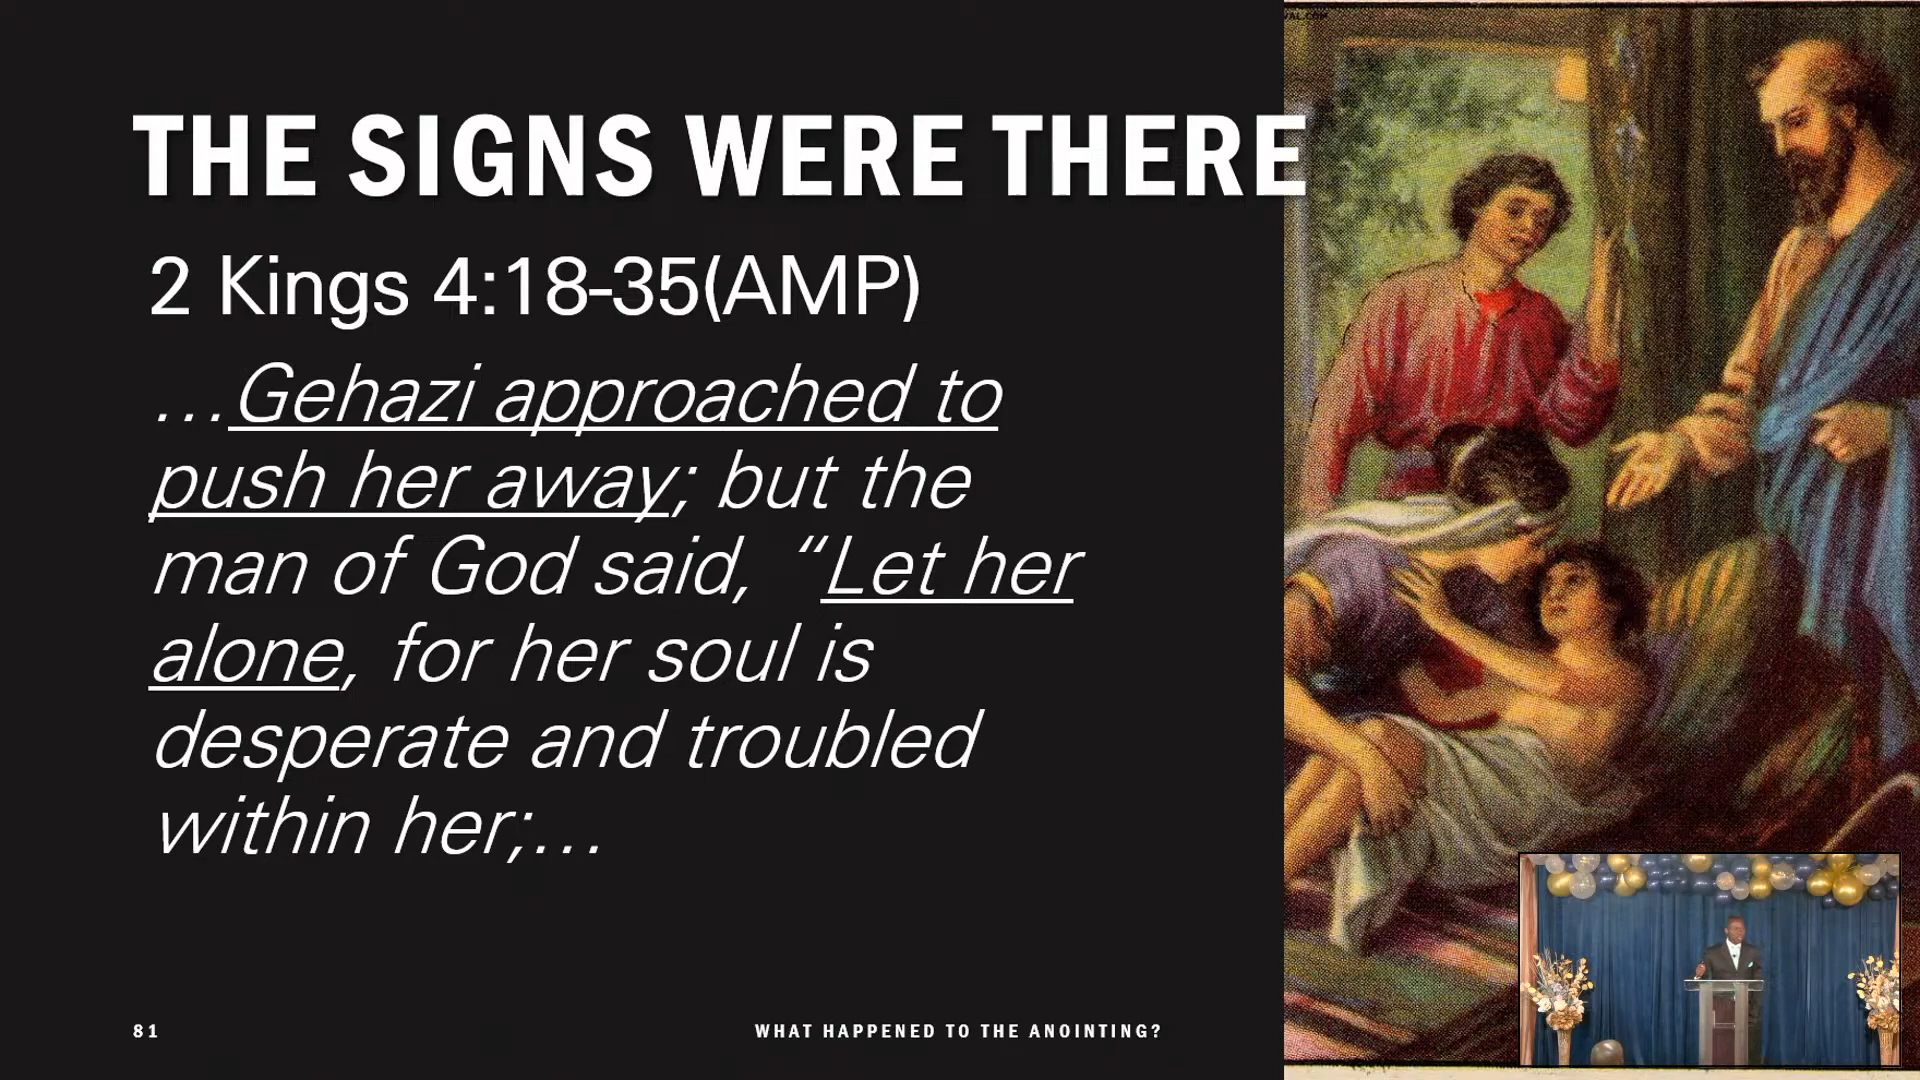 THE SIGNS WERE THERE
2 Kings 4:18-35(AMP)
…Gehazi approached to
push her away; but the
man of God said, “Let her
alone, for her soul is
desperate and troubled
within her;…
81
WHAT HAPPENED TO THE ANOINTING?